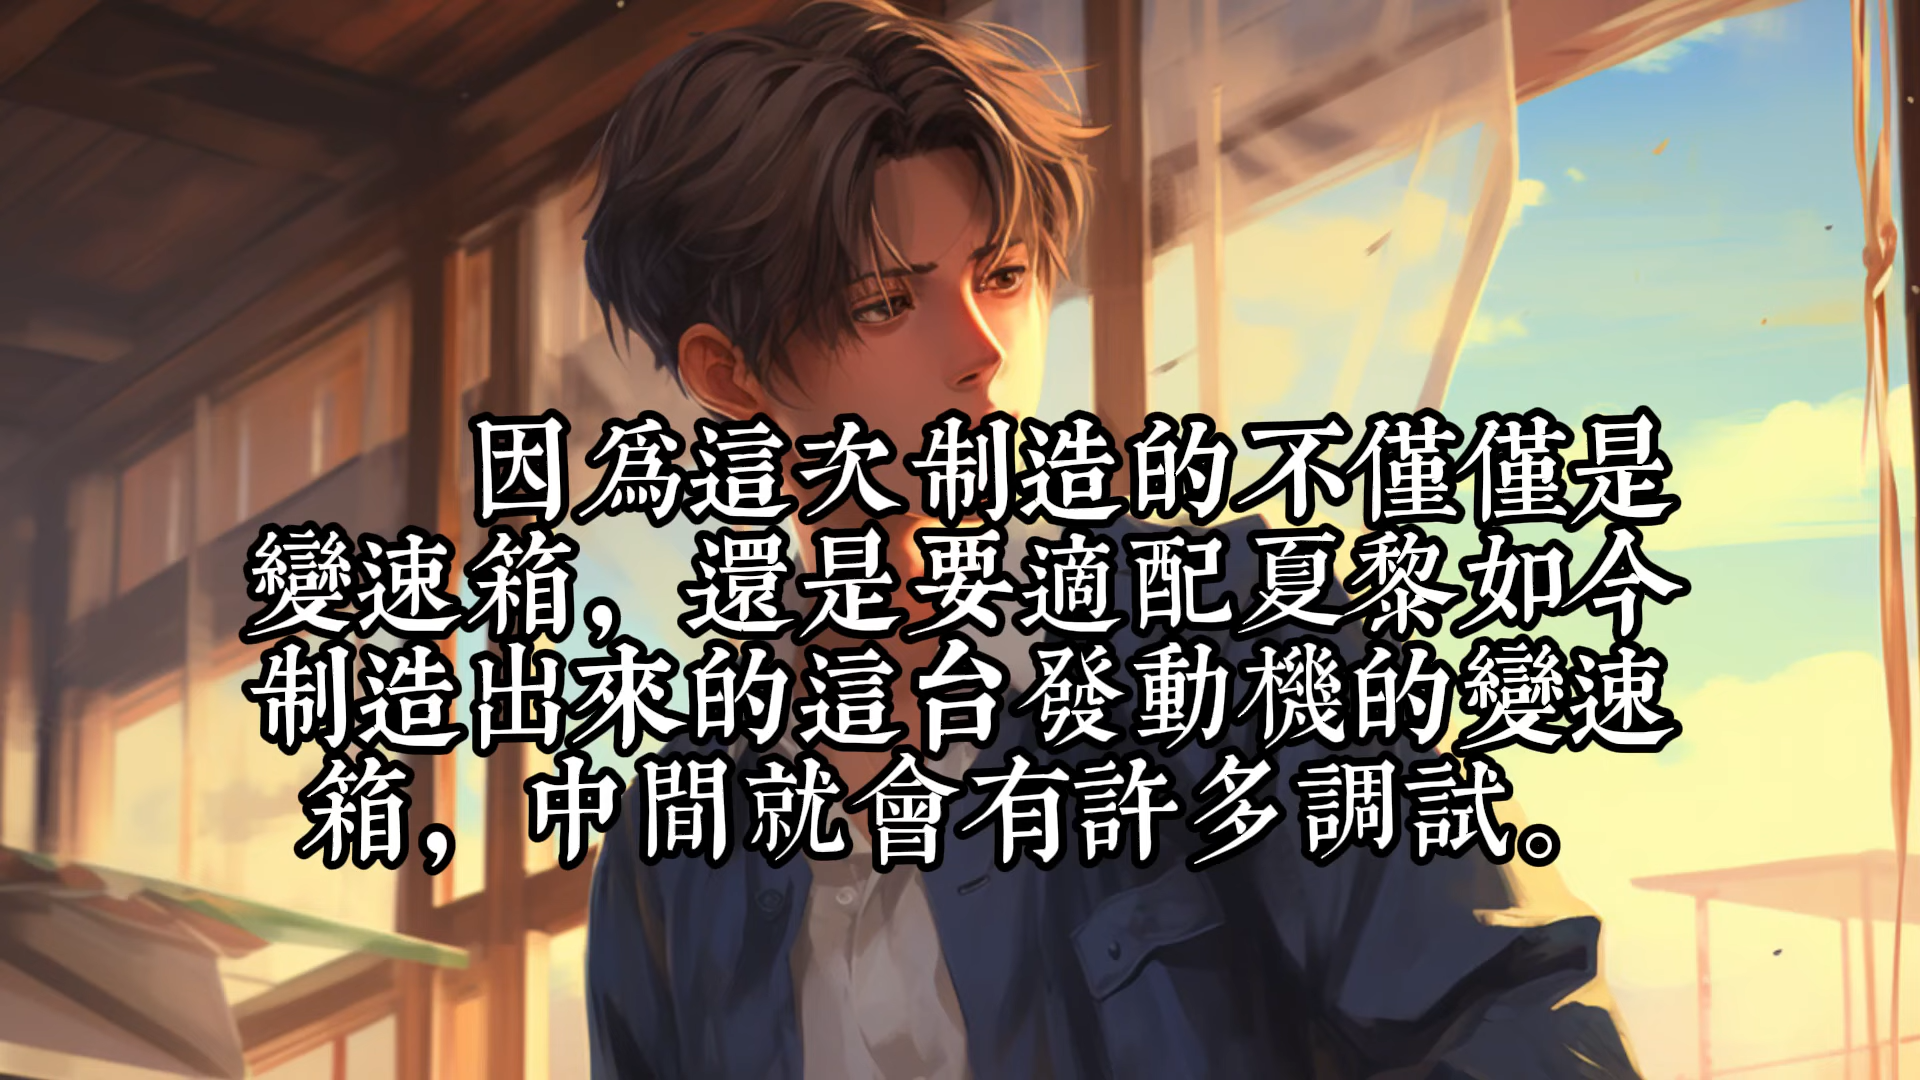 因爲這次制造的不僅僅是
變速箱，還是要適配夏黎如今
制造出來的這台發動機的變速
箱，中間就會有許多調試。